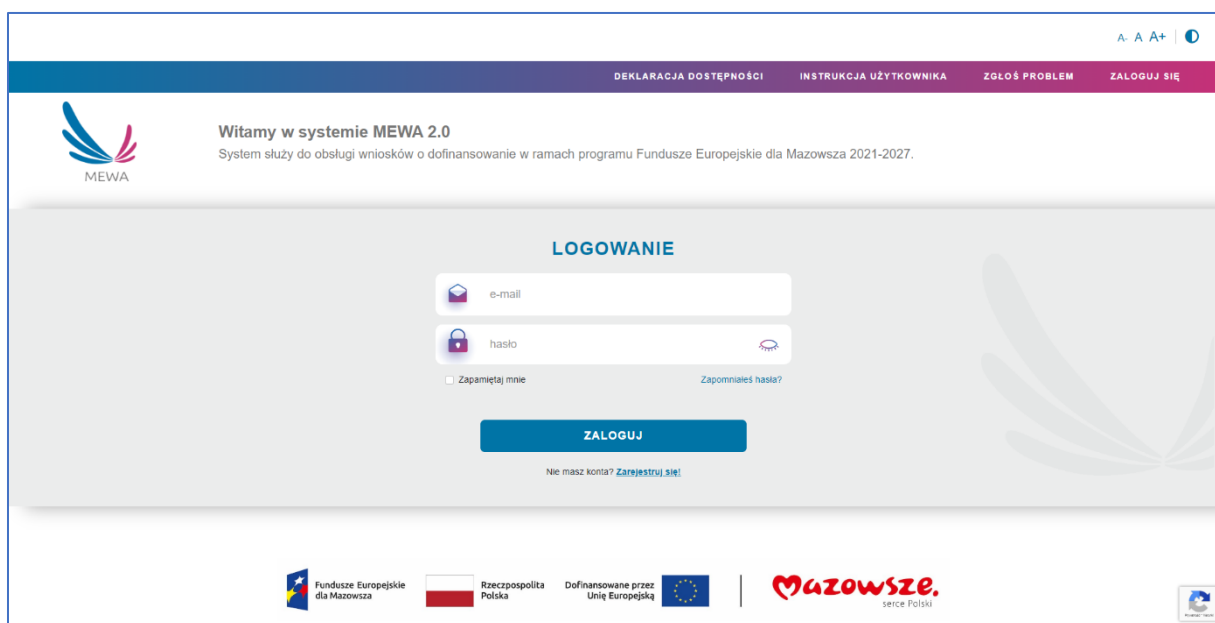 A- A A+
DEKLARACJA DOSTĘPNOŚCI INSTRUKCJA UŻYTKOWNIKA ZGŁOŚ PROBLEM ZALOGUJ SIĘ
MEWA
Witamy w systemie MEWA 2.0
System służy do obsługi wniosków o dofinansowanie w ramach programu Fundusze Europejskie dla Mazowsza 2021-2027.
LOGOWANIE
e-mail
hasło
Zapamiętaj mnie Zapomniałeś hasła?
ZALOGUJ
Nie masz konta? Zarejestruj się!
Fundusze Europejskie
dla Mazowsza
Rzeczpospolita
Polska
Dofinansowane przez
Unię Europejską
Mazowsze.
serce Polski